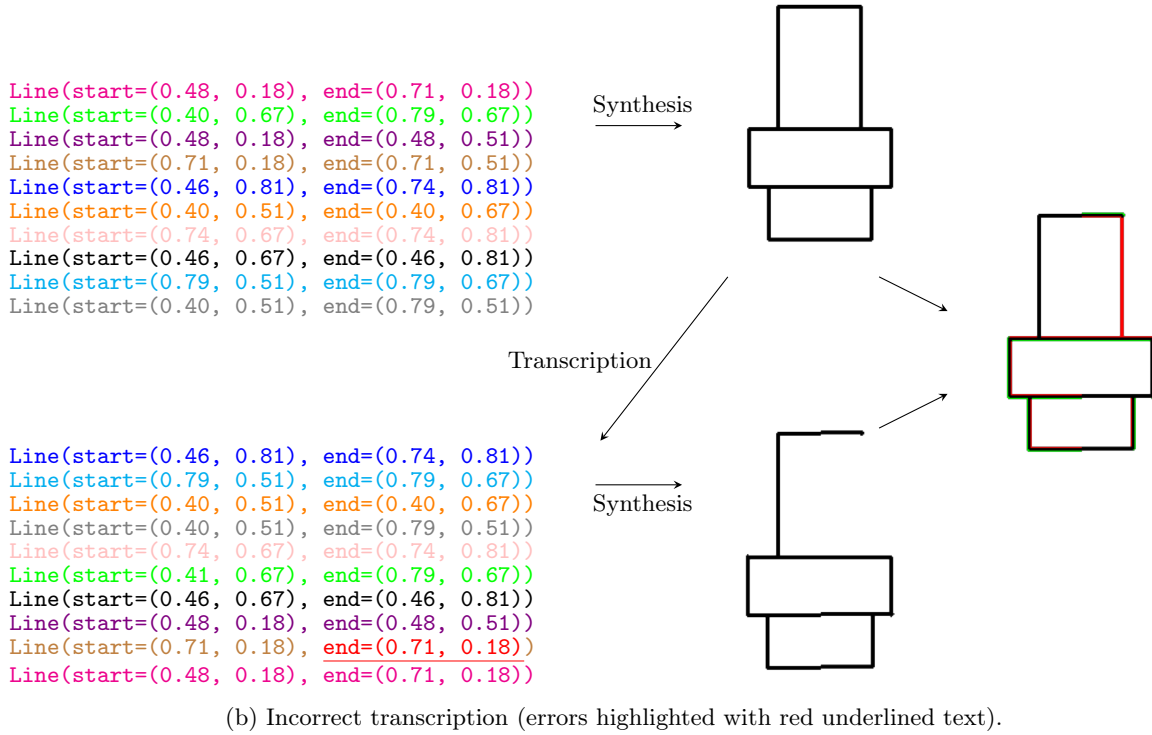 Line(start=(0.48, 0.18), end=(0.71, 0.18))
Line(start=(0.40, 0.67), end=(0.79, 0.67))
Line(start=(0.48, 0.18), end=(0.48, 0.51))
Line(start=(0.71, 0.18), end=(0.71, 0.51))
Line(start=(0.46, 0.81), end=(0.74, 0.81))
Line(start=(0.40, 0.51), end=(0.40, 0.67))
Line(start=(0.74, 0.67), end=(0.74, 0.81))
Line(start=(0.46, 0.67), end=(0.46, 0.81))
Line(start=(0.79, 0.51), end=(0.79, 0.67))
Line(start=(0.40, 0.51), end=(0.79, 0.51))
Synthesis
Transcription
Line(start=(0.46, 0.81), end=(0.74, 0.81))
Line(start=(0.79, 0.51), end=(0.79, 0.67))
Line(start=(0.40, 0.51), end=(0.40, 0.67))
Line(start=(0.40, 0.51), end=(0.79, 0.51))
Line(start=(0.74, 0.67), end=(0.74, 0.81))
Line(start=(0.41, 0.67), end=(0.79, 0.67))
Line(start=(0.46, 0.67), end=(0.46, 0.81))
Line(start=(0.48, 0.18), end=(0.48, 0.51))
Line(start=(0.71, 0.18), end=(0.71, 0.18))
Line(start=(0.48, 0.18), end=(0.71, 0.18))
Synthesis
(b) Incorrect transcription (errors highlighted with red underlined text).